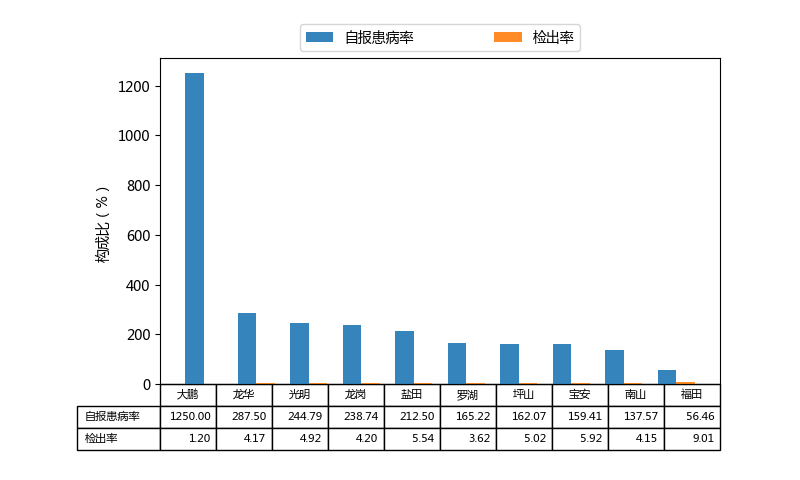 自报患病率 检出率
构成比（%）
1200
1000
800
600
400
200
0
大鹏 龙华 光明 龙岗 盐田 罗湖 坪山 宝安 南山 福田
自报患病率 1250.00 287.50 244.79 238.74 212.50 165.22 162.07 159.41 137.57 56.46
检出率 1.20 4.17 4.92 4.20 5.54 3.62 5.02 5.92 4.15 9.01